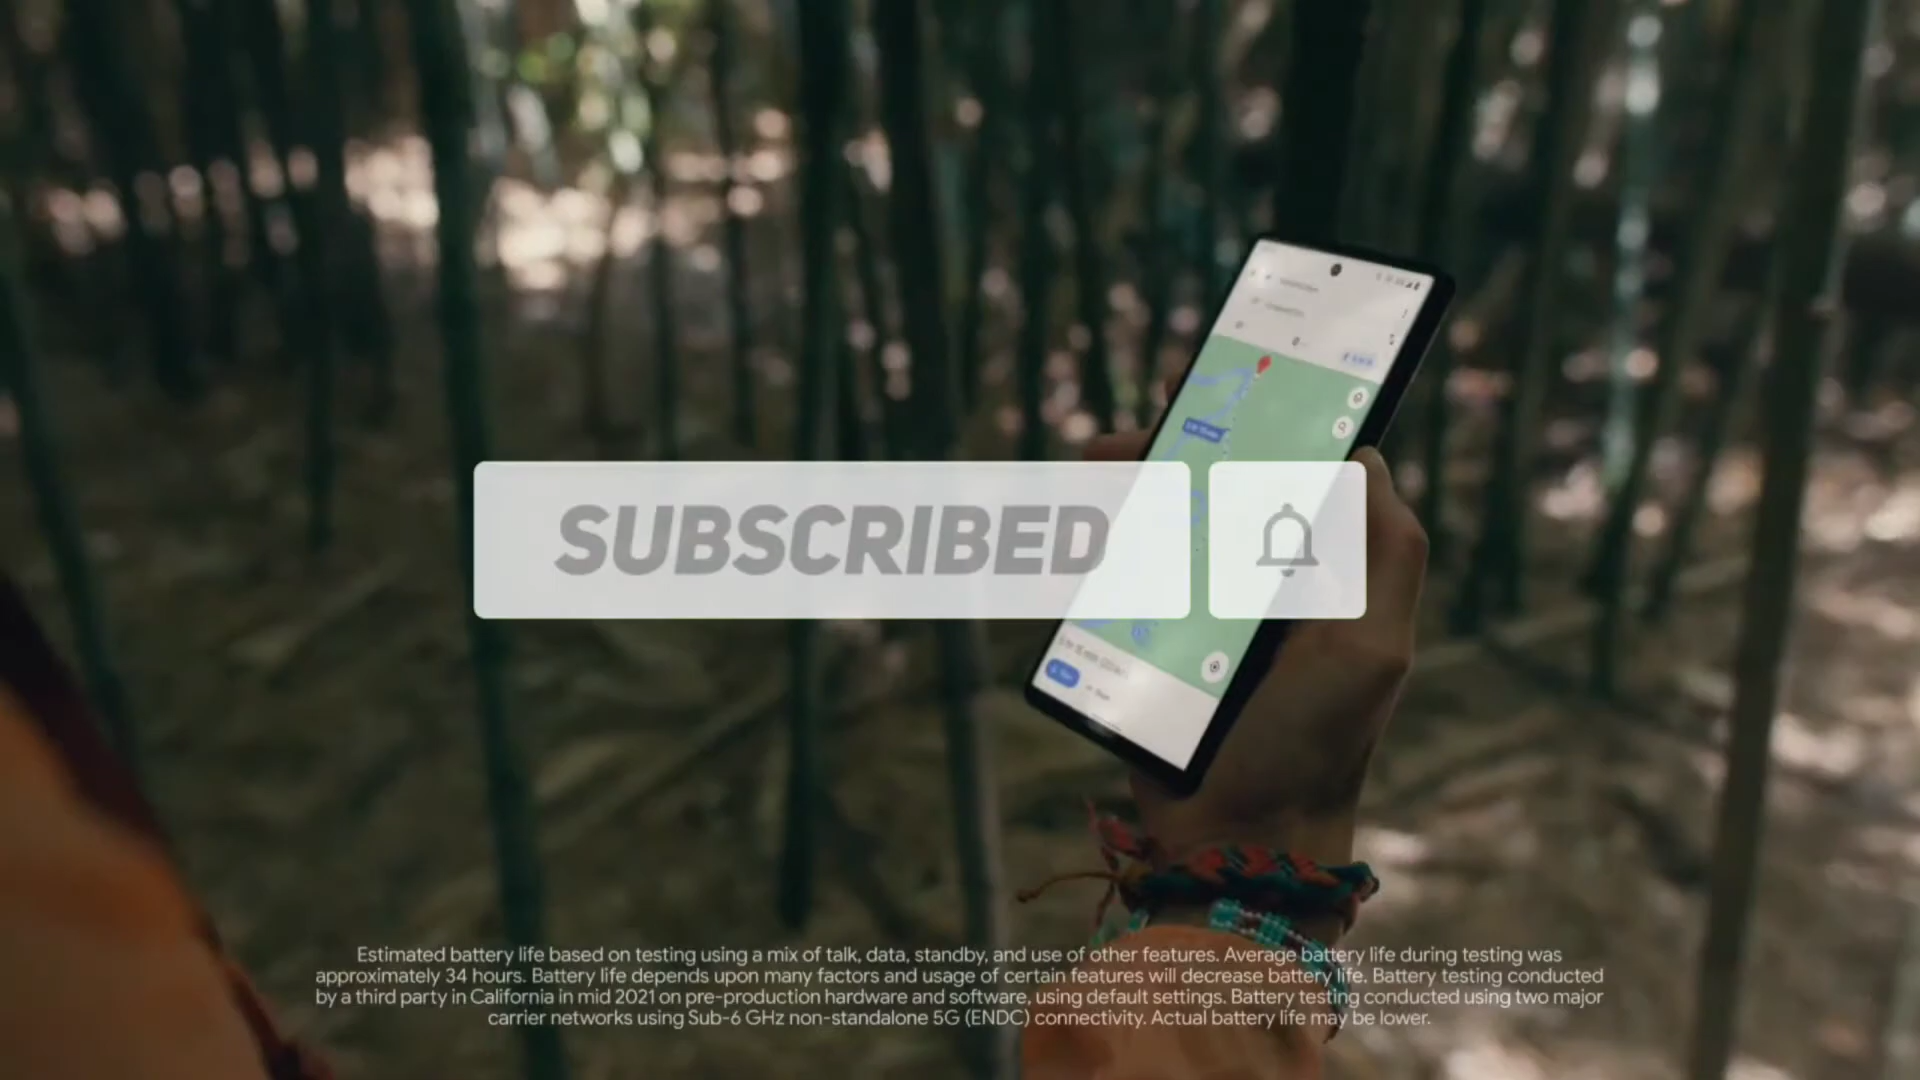 SUBSCRIBED
Estimated battery life based on testing using a mix of talk, data, standby, and use of other features. Average battery life during testing was
approximately 34 hours. Battery life depends upon many factors and usage of certain features will decrease battery life. Battery testing conducted
by a third party in California in mid 2021 on pre-production hardware and software, using default settings. Battery testing conducted using two major
carrier networks using Sub-6 GHz non-standalone 5G (ENDC) connectivity. Actual battery life may be lower.